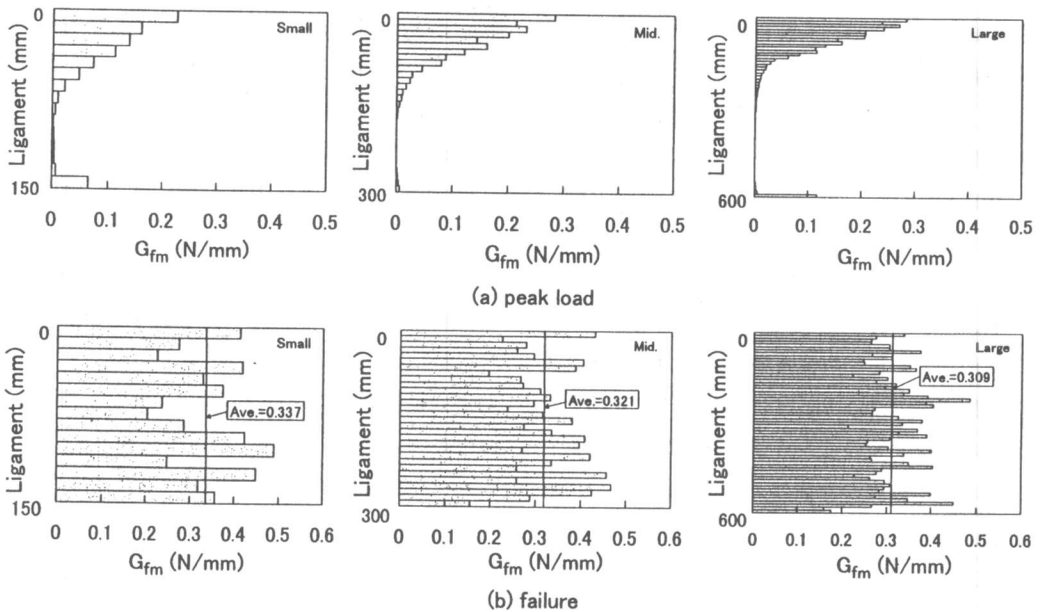 0
Small
Ligament (mm)
150
0 0.1 0.2 0.3 0.4 0.5
G_fm (N/mm)
0
Mid.
Ligament (mm)
300
0 0.1 0.2 0.3 0.4 0.5
G_fm (N/mm)
0
Large
Ligament (mm)
600
0 0.1 0.2 0.3 0.4 0.5
G_fm (N/mm)
(a) peak load
0
Small
Ave.=0.337
Ligament (mm)
150
0 0.1 0.2 0.3 0.4 0.5 0.6
G_fm (N/mm)
0
Mid.
Ave.=0.321
Ligament (mm)
300
0 0.1 0.2 0.3 0.4 0.5 0.6
G_fm (N/mm)
0
Large
Ave.=0.309
Ligament (mm)
600
0 0.1 0.2 0.3 0.4 0.5 0.6
G_fm (N/mm)
(b) failure